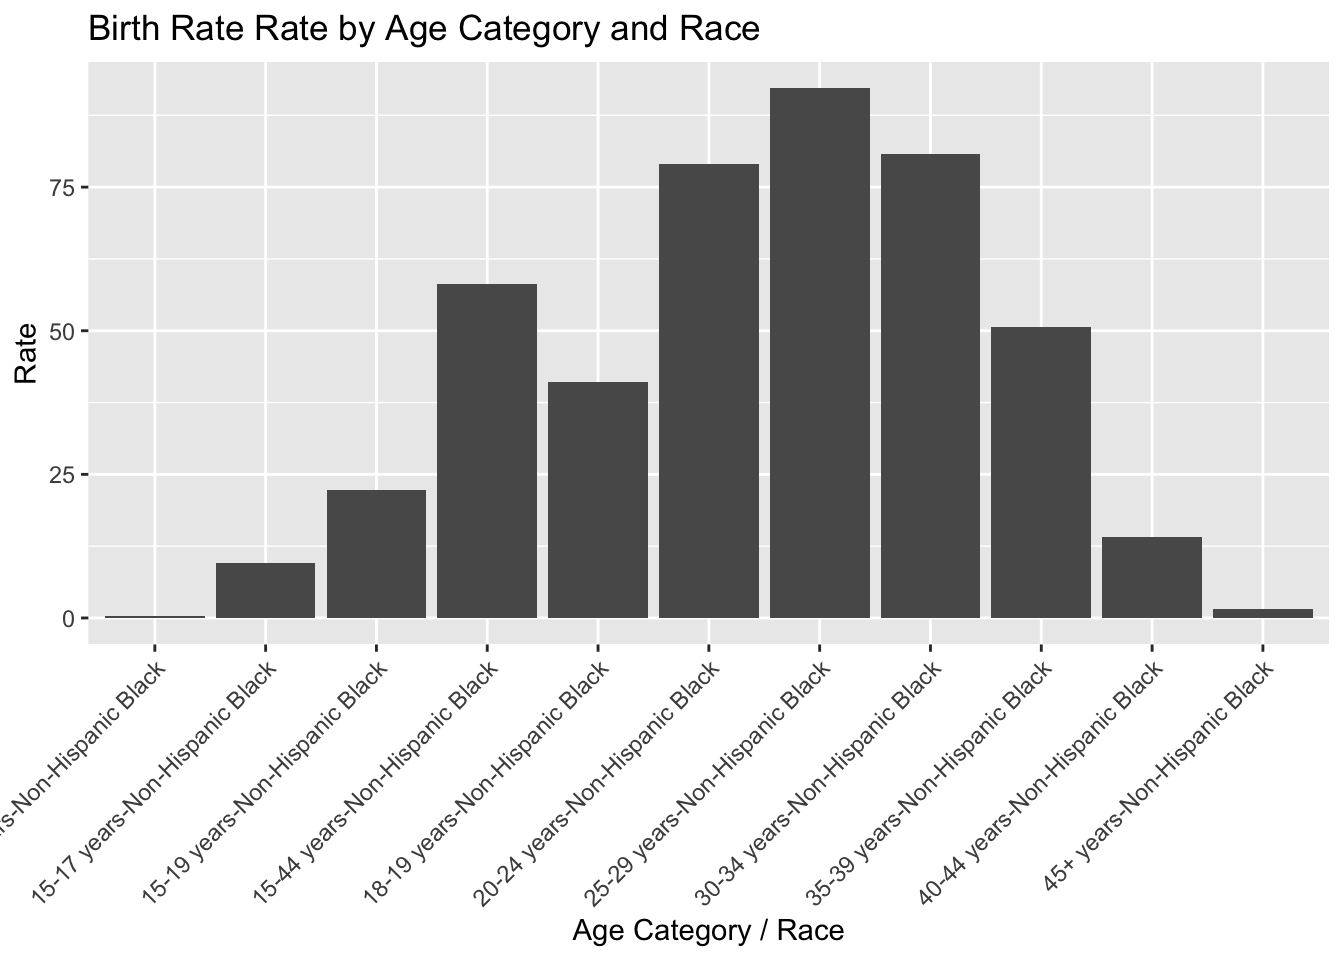 Birth Rate Rate by Age Category and Race
Rate
75
50
25
0
-Non-Hispanic Black
15-17 years-Non-Hispanic Black
15-19 years-Non-Hispanic Black
15-44 years-Non-Hispanic Black
18-19 years-Non-Hispanic Black
20-24 years-Non-Hispanic Black
25-29 years-Non-Hispanic Black
30-34 years-Non-Hispanic Black
35-39 years-Non-Hispanic Black
40-44 years-Non-Hispanic Black
45+ years-Non-Hispanic Black
Age Category / Race